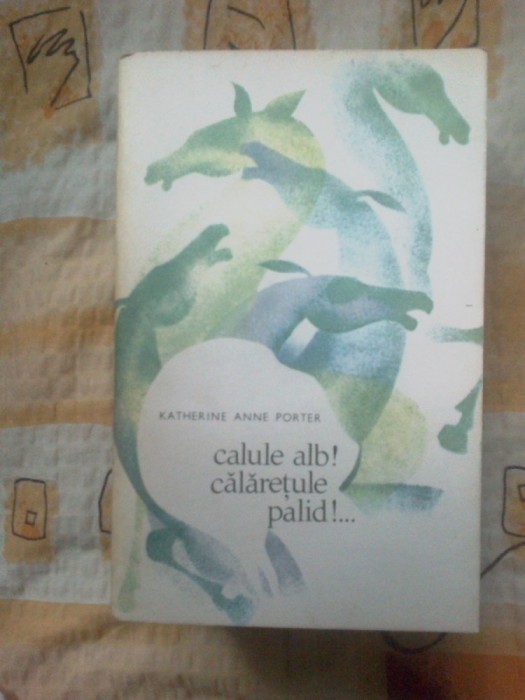 KATHERINE ANNE PORTER
calule alb!
călărețule
palid!...